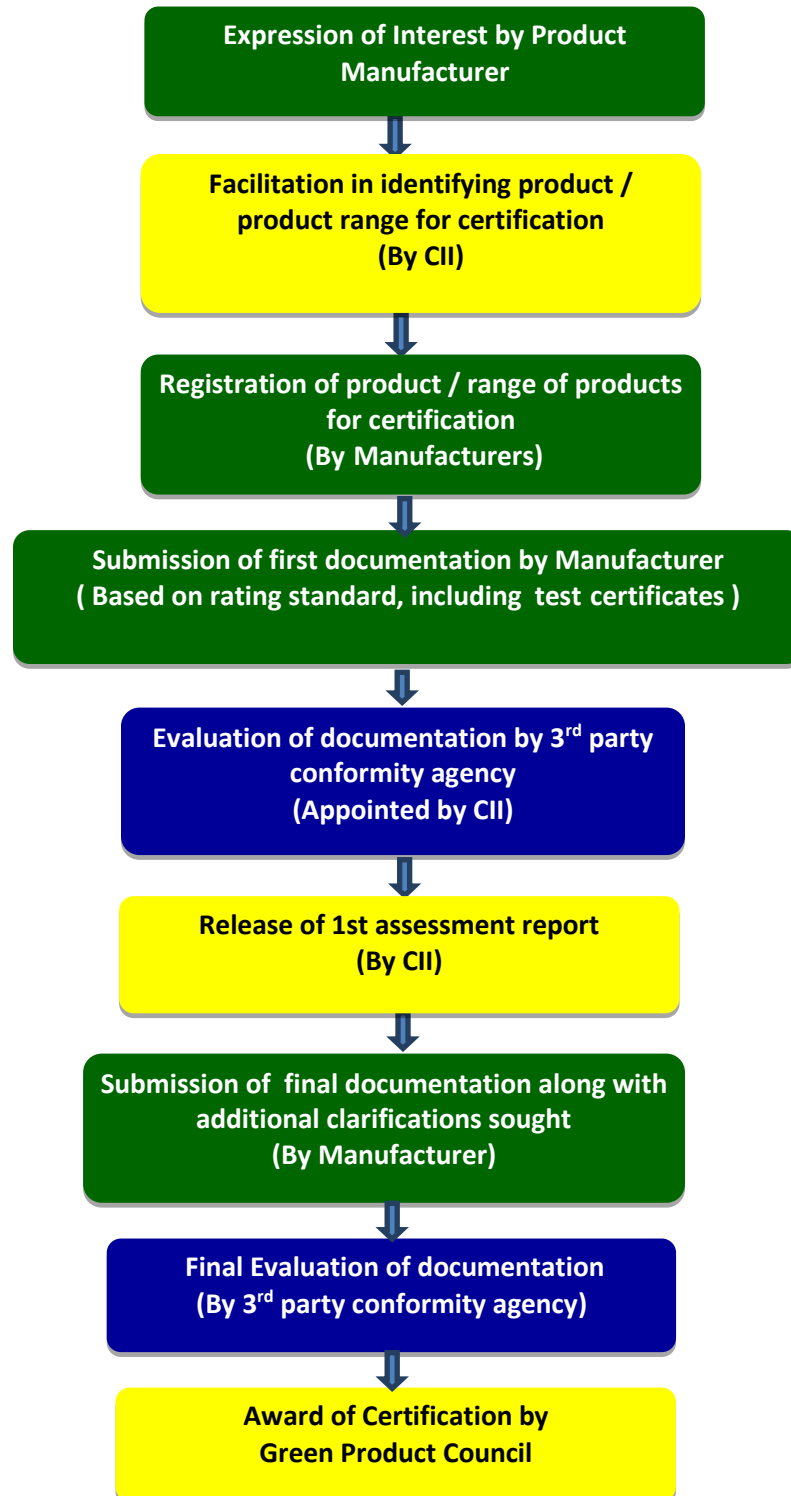 Expression of Interest by Product
Manufacturer
Facilitation in identifying product /
product range for certification
(By CII)
Registration of product / range of products
for certification
(By Manufacturers)
Submission of first documentation by Manufacturer
( Based on rating standard, including  test certificates )
Evaluation of documentation by 3rd party
conformity agency
(Appointed by CII)
Release of 1st assessment report
(By CII)
Submission of  final documentation along with
additional clarifications sought
(By Manufacturer)
Final Evaluation of documentation
(By 3rd party conformity agency)
Award of Certification by
Green Product Council